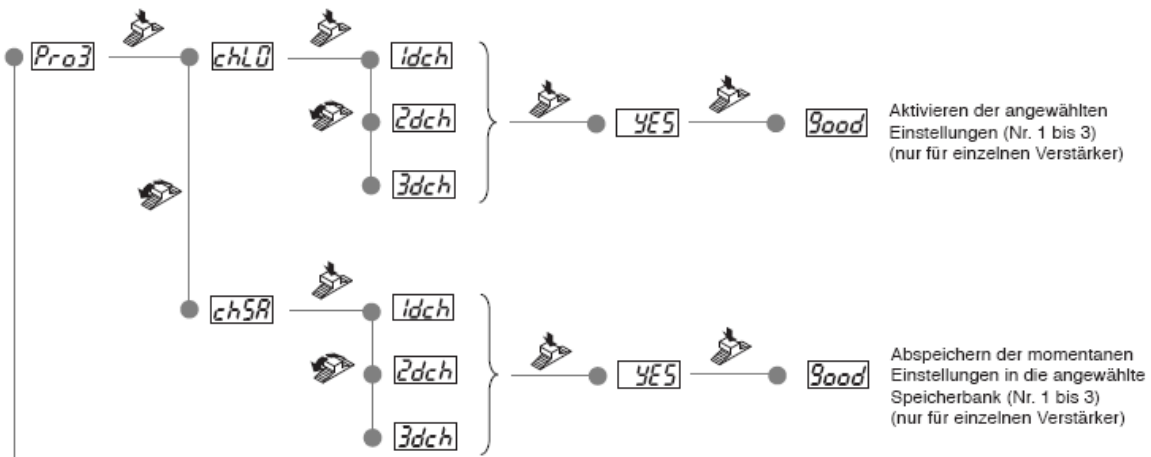 Pro3
chLO
1dch
2dch
3dch
YES
good
Aktivieren der angewählten
Einstellungen (Nr. 1 bis 3)
(nur für einzelnen Verstärker)
chSA
1dch
2dch
3dch
YES
good
Abspeichern der momentanen
Einstellungen in die angewählte
Speicherbank (Nr. 1 bis 3)
(nur für einzelnen Verstärker)